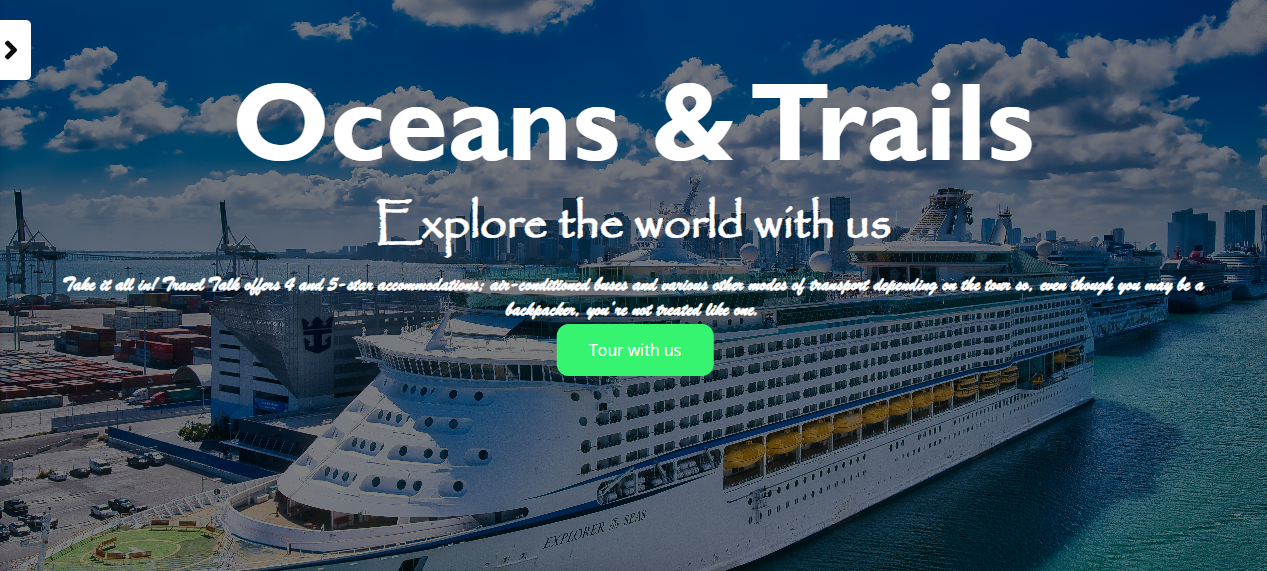 Oceans & Trails
Explore the world with us
Take it all in! Travel Talk offers 4 and 5-star accommodations; air-conditioned buses and various other modes of transport depending on the tour so, even though you may be a
backpacker, you're not treated like one.
Tour with us
EXPLORER OF THE SEAS